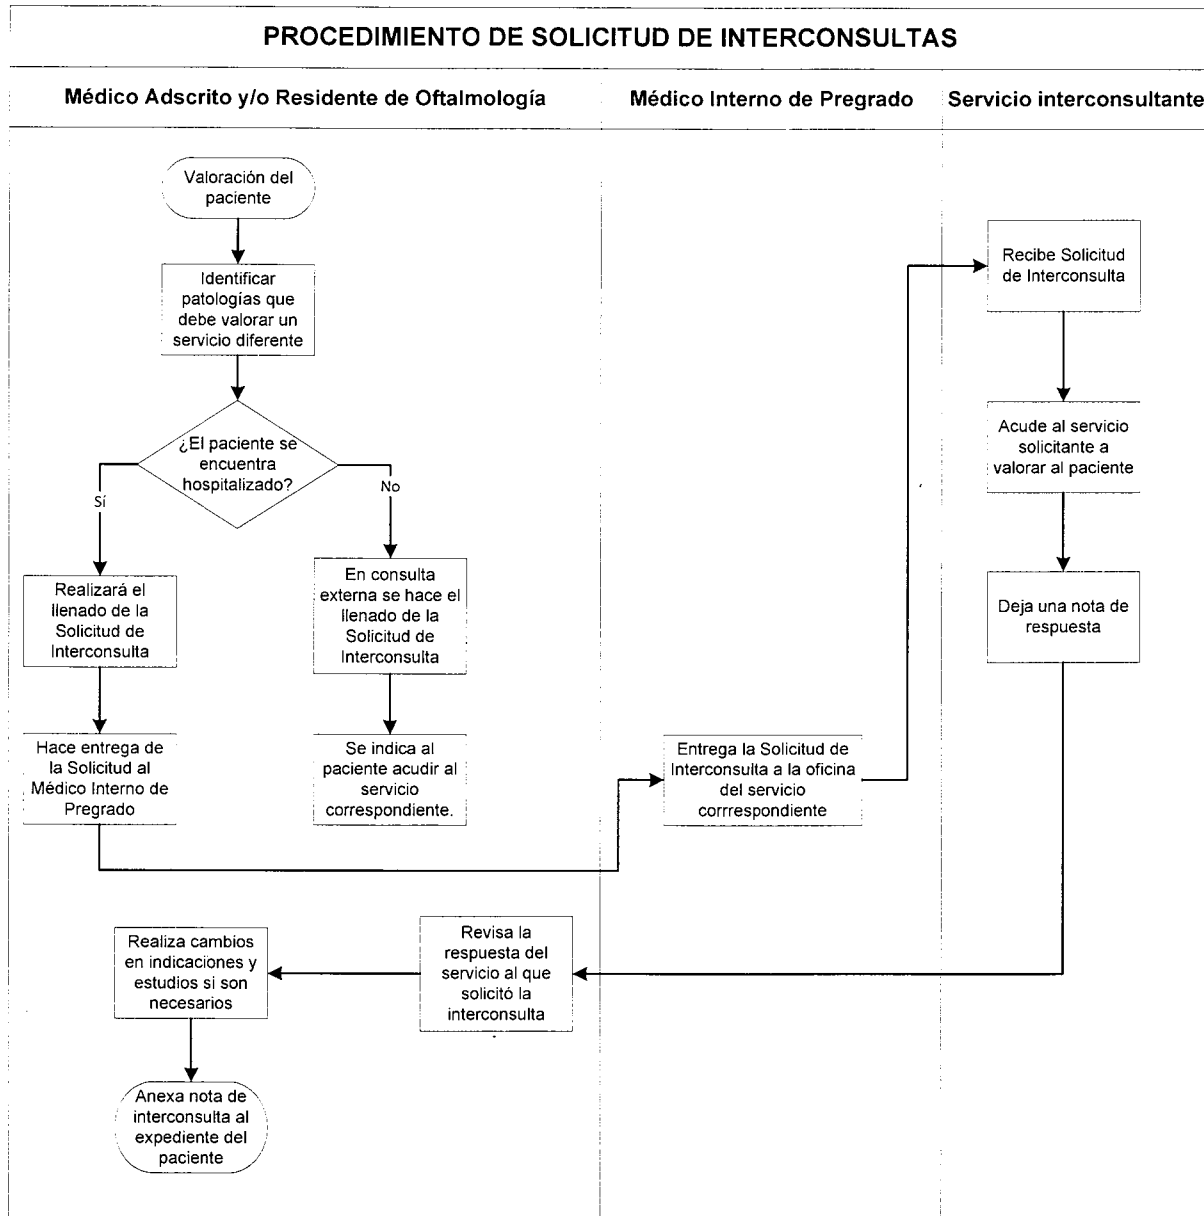 PROCEDIMIENTO DE SOLICITUD DE INTERCONSULTAS
Médico Adscrito y/o Residente de Oftalmología
Médico Interno de Pregrado
Servicio interconsultante
Valoración del
paciente
Identificar
patologías que
debe valorar un
servicio diferente
¿El paciente se
encuentra
hospitalizado?
Sí
No
Realizará el
llenado de la
Solicitud de
Interconsulta
En consulta
externa se hace el
llenado de la
Solicitud de
Interconsulta
Hace entrega de
la Solicitud al
Médico Interno de
Pregrado
Se indica al
paciente acudir al
servicio
correspondiente.
Entrega la Solicitud de
Interconsulta a la oficina
del servicio
corrrespondiente
Recibe Solicitud
de Interconsulta
Acude al servicio
solicitante a
valorar al paciente
Deja una nota de
respuesta
Revisa la
respuesta del
servicio al que
solicitó la
interconsulta
Realiza cambios
en indicaciones y
estudios si son
necesarios
Anexa nota de
interconsulta al
expediente del
paciente